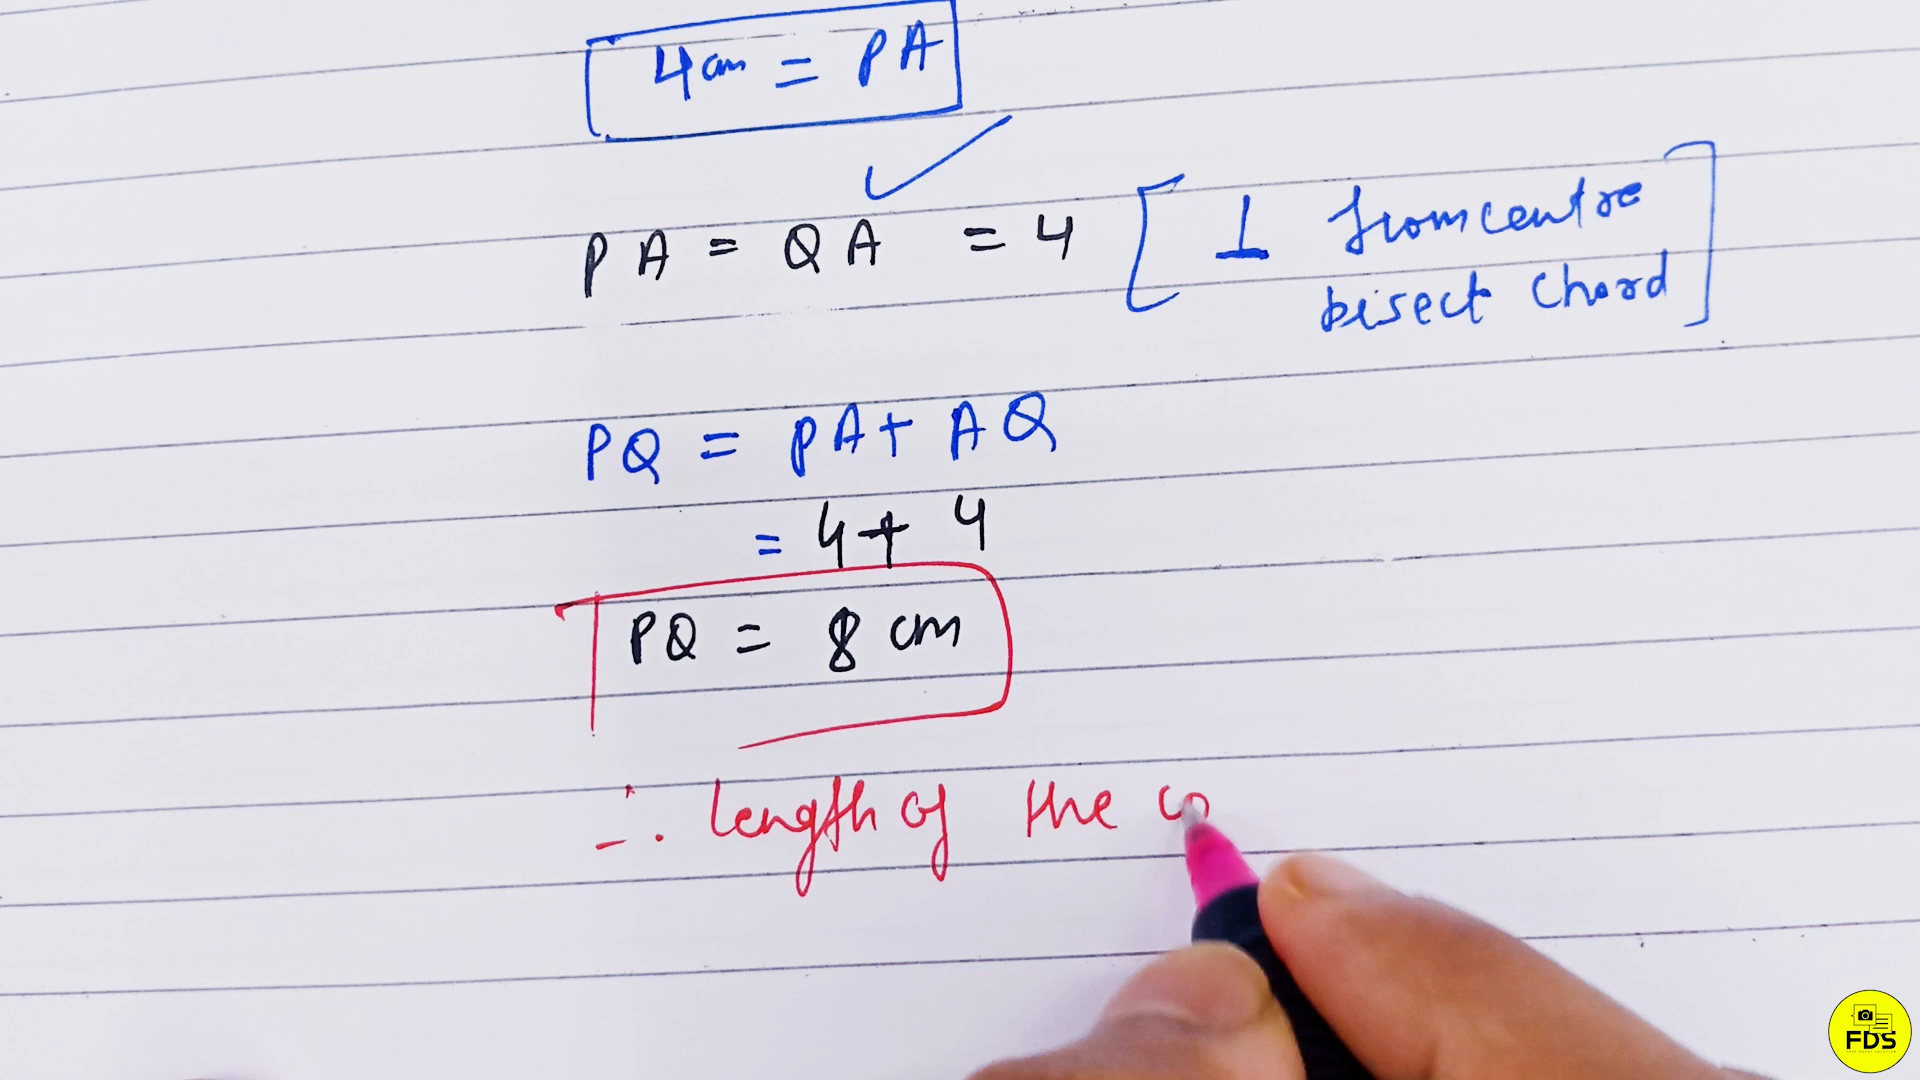 4cm = PA
PA = QA = 4 [ ⊥ from centre
bisect chord ]
PQ = PA + AQ
= 4 + 4
PQ = 8 cm
∴ length of the co
FDS